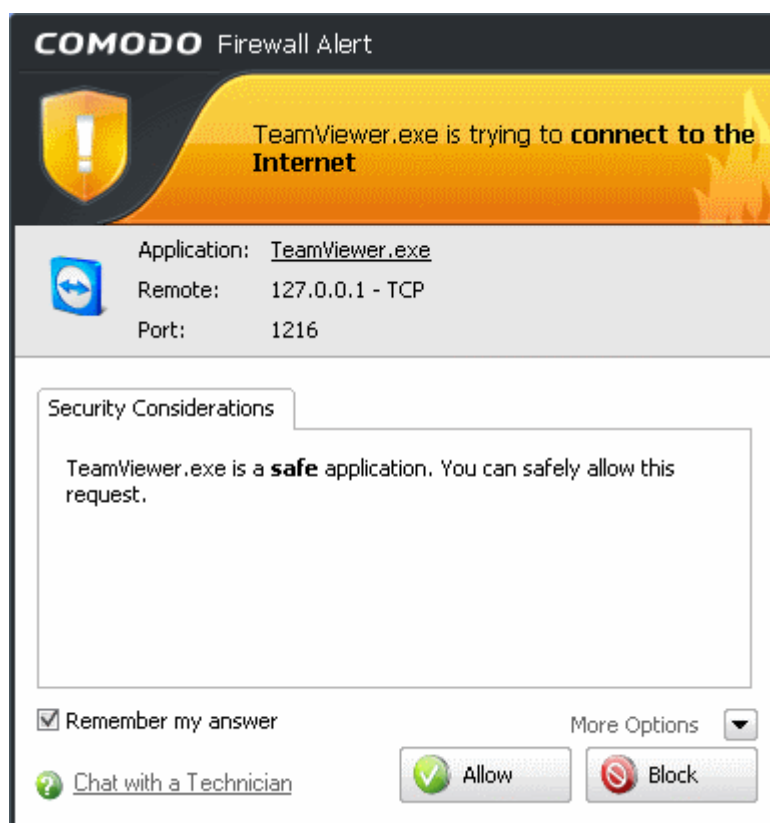 COMODO Firewall Alert
TeamViewer.exe is trying to connect to the
Internet
Application: TeamViewer.exe
Remote: 127.0.0.1 - TCP
Port: 1216
Security Considerations
TeamViewer.exe is a safe application. You can safely allow this
request.
Remember my answer
More Options
Chat with a Technician
Allow
Block